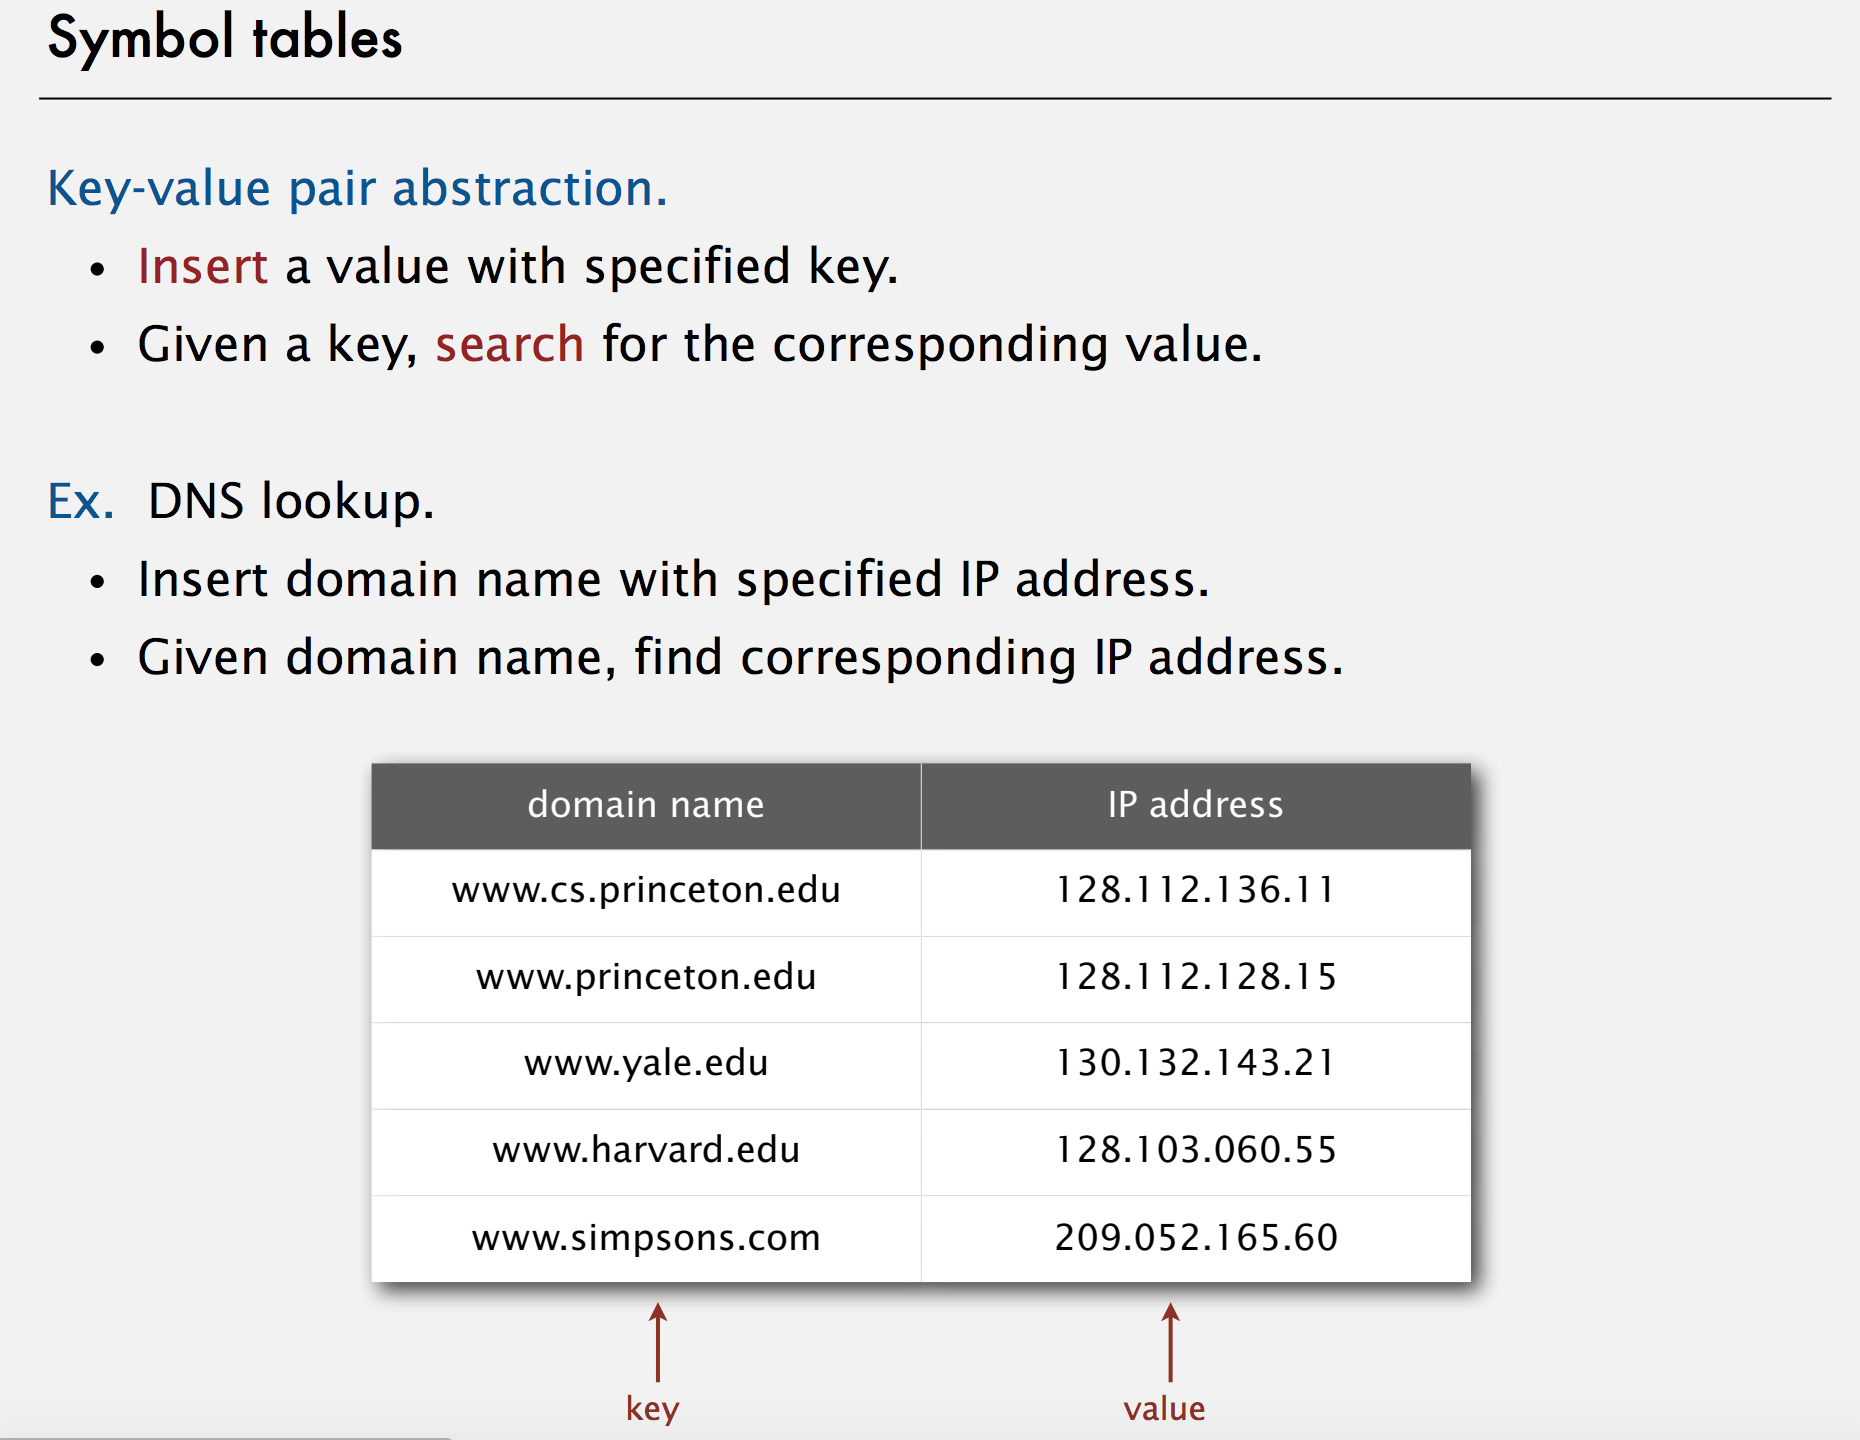 Symbol tables
Key-value pair abstraction.
• Insert a value with specified key.
• Given a key, search for the corresponding value.
Ex. DNS lookup.
• Insert domain name with specified IP address.
• Given domain name, find corresponding IP address.
domain name IP address
www.cs.princeton.edu 128.112.136.11
www.princeton.edu 128.112.128.15
www.yale.edu 130.132.143.21
www.harvard.edu 128.103.060.55
www.simpsons.com 209.052.165.60
key value